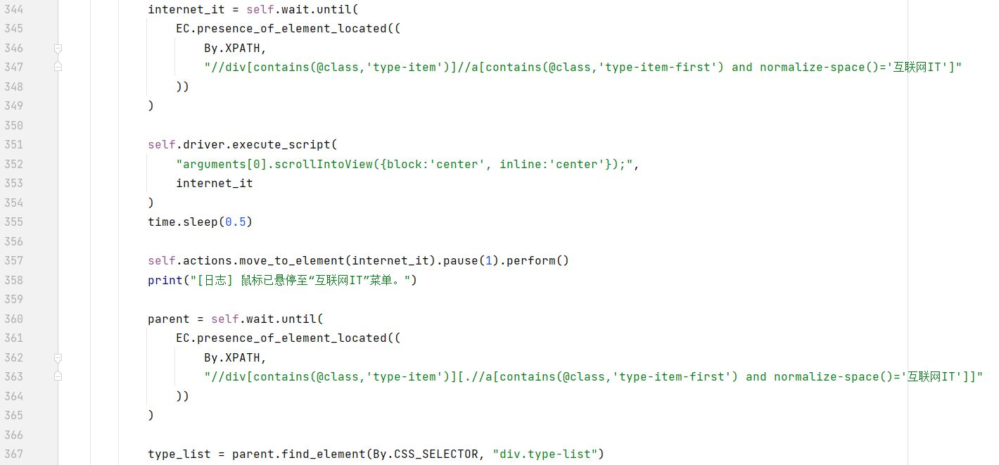 344 internet_it = self.wait.until(
345 EC.presence_of_element_located((
346 By.XPATH,
347 "//div[contains(@class,'type-item')]//a[contains(@class,'type-item-first') and normalize-space()='互联网IT']"
348 ))
349 )
350
351 self.driver.execute_script(
352 "arguments[0].scrollIntoView({block:'center', inline:'center'});",
353 internet_it
354 )
355 time.sleep(0.5)
356
357 self.actions.move_to_element(internet_it).pause(1).perform()
358 print("[日志] 鼠标已悬停至“互联网IT”菜单。")
359
360 parent = self.wait.until(
361 EC.presence_of_element_located((
362 By.XPATH,
363 "//div[contains(@class,'type-item')][.//a[contains(@class,'type-item-first') and normalize-space()='互联网IT']]"
364 ))
365 )
366
367 type_list = parent.find_element(By.CSS_SELECTOR, "div.type-list")